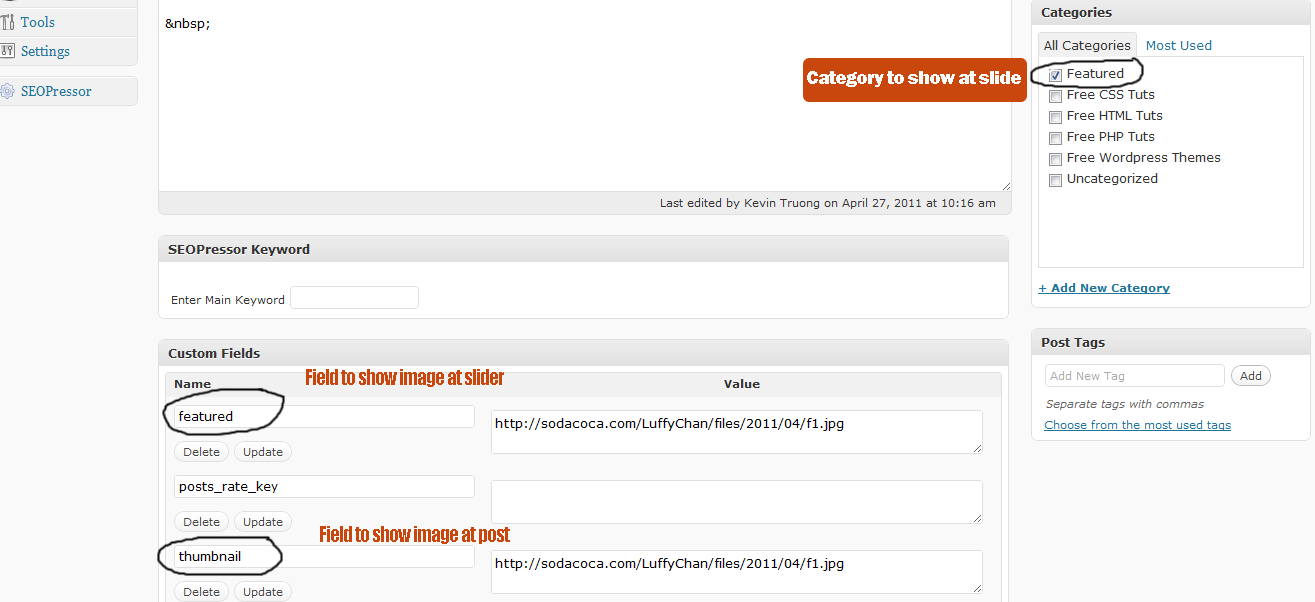 Tools
Settings
SEOPressor
&nbsp;
Last edited by Kevin Truong on April 27, 2011 at 10:16 am
SEOPressor Keyword
Enter Main Keyword
Custom Fields
Name
Field to show image at slider
Value
featured
http://sodacoca.com/LuffyChan/files/2011/04/f1.jpg
Delete
Update
posts_rate_key
Delete
Update
Field to show image at post
thumbnail
http://sodacoca.com/LuffyChan/files/2011/04/f1.jpg
Delete
Update
Categories
All Categories
Most Used
Category to show at slide
Featured
Free CSS Tuts
Free HTML Tuts
Free PHP Tuts
Free Wordpress Themes
Uncategorized
+ Add New Category
Post Tags
Add New Tag
Add
Separate tags with commas
Choose from the most used tags